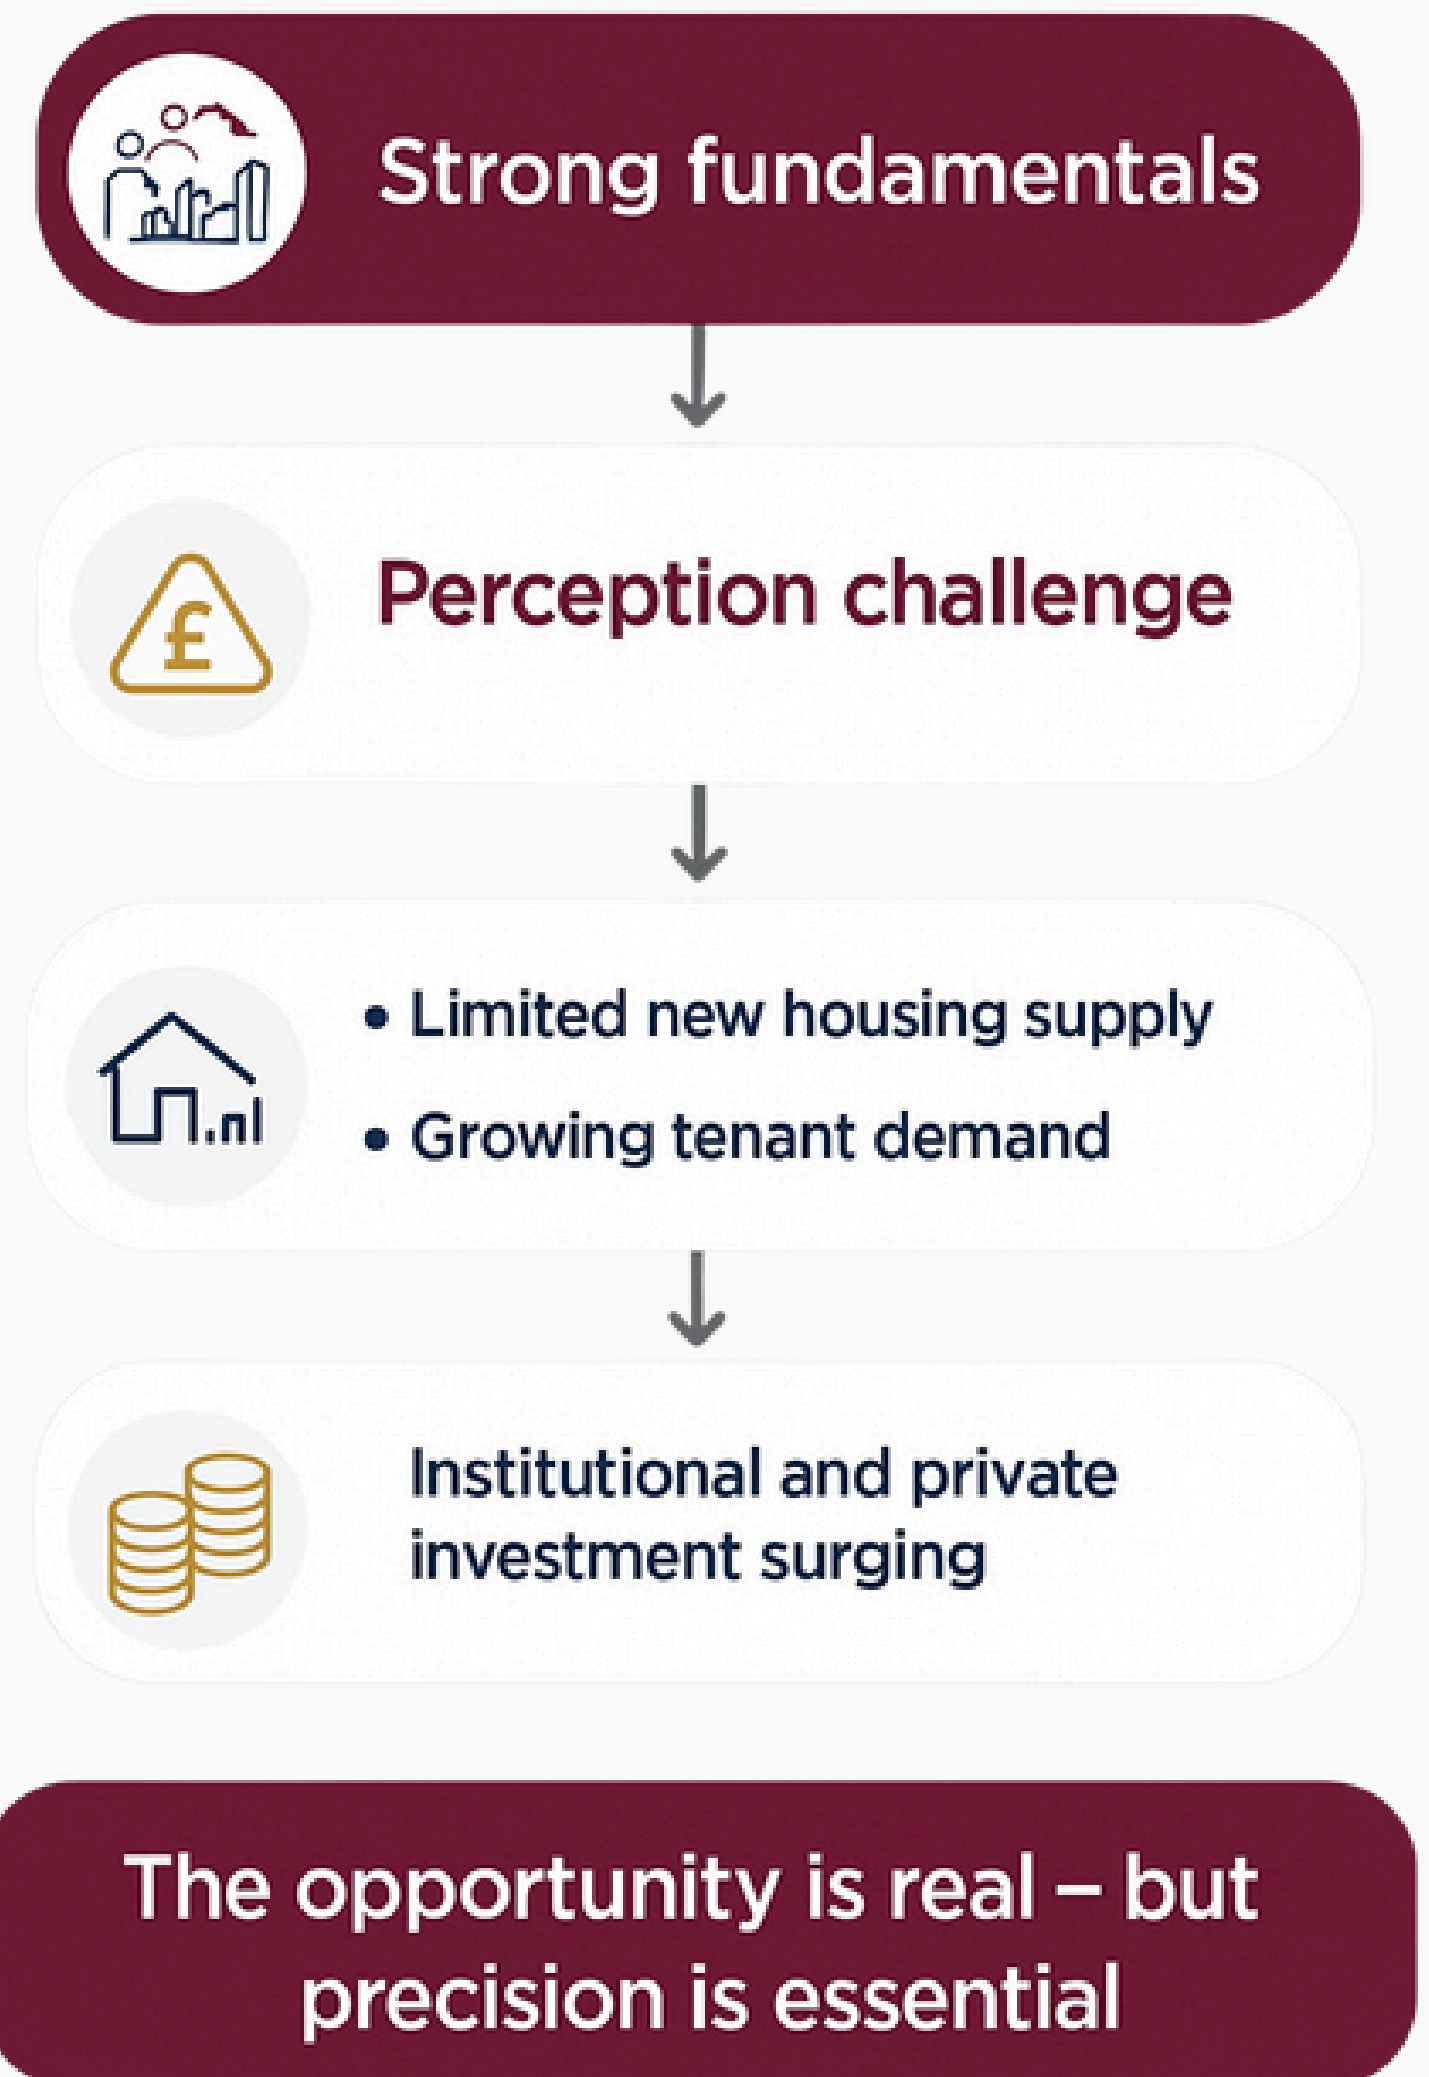 Strong fundamentals
£
Perception challenge
• Limited new housing supply
• Growing tenant demand
Institutional and private
investment surging
The opportunity is real – but
precision is essential